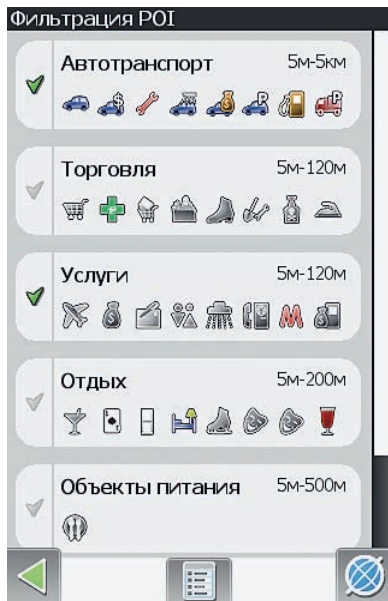 Фильтрация POI
Автотранспорт 5м-5км
Торговля 5м-120м
Услуги 5м-120м
Отдых 5м-200м
Объекты питания 5м-500м